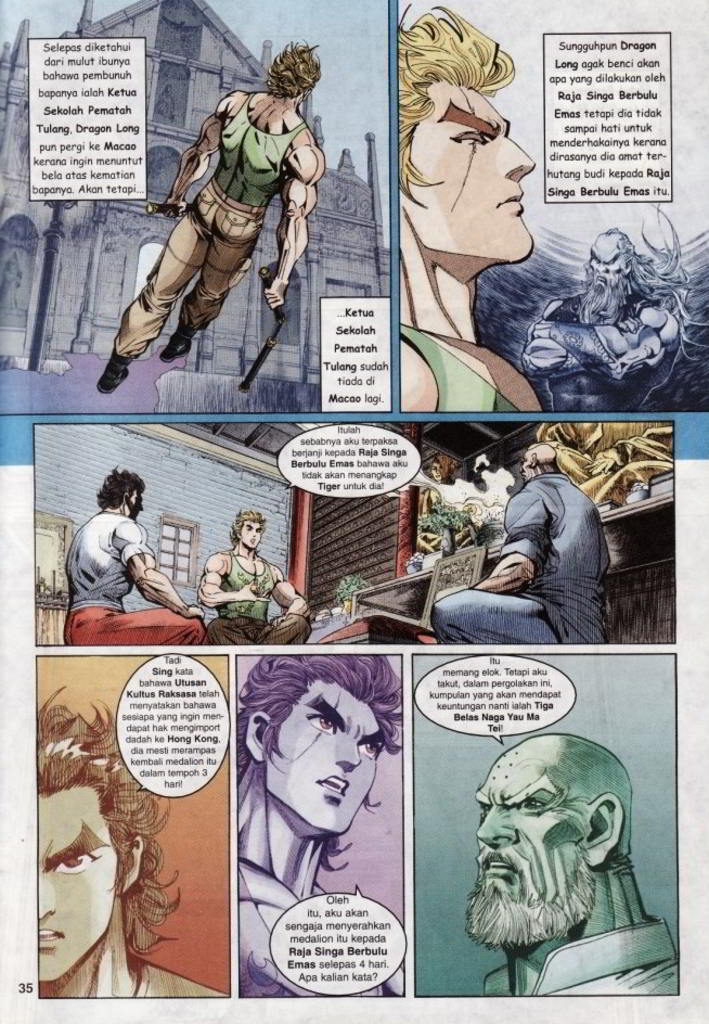 Selepas diketahui
dari mulut ibunya
bahawa pembunuh
bapanya ialah Ketua
Sekolah Pematah
Tulang, Dragon Long
pun pergi ke Macao
kerana ingin menuntut
bela atas kematian
bapanya. Akan tetapi...
...Ketua
Sekolah
Pematah
Tulang sudah
tiada di
Macao lagi.
Sungguhpun Dragon
Long agak benci akan
apa yang dilakukan oleh
Raja Singa Berbulu
Emas tetapi dia tidak
sampai hati untuk
menderhakainya kerana
dirasanya dia amat ter-
hutang budi kepada Raja
Singa Berbulu Emas itu.
Itulah
sebabnya aku terpaksa
berjanji kepada Raja Singa
Berbulu Emas bahawa aku
tidak akan menangkap
Tiger untuk dia!
Tadi
Sing kata
bahawa Utusan
Kultus Raksasa telah
menyatakan bahawa
sesiapa yang ingin men-
dapat hak mengimport
dadah ke Hong Kong,
dia mesti merampas
kembali medalion itu
dalam tempoh 3
hari!
Oleh
itu, aku akan
sengaja menyerahkan
medalion itu kepada
Raja Singa Berbulu
Emas selepas 4 hari.
Apa kalian kata?
Itu
memang elok. Tetapi aku
takut, dalam pergolakan ini,
kumpulan yang akan mendapat
keuntungan nanti ialah Tiga
Belas Naga Yau Ma
Tei!
35